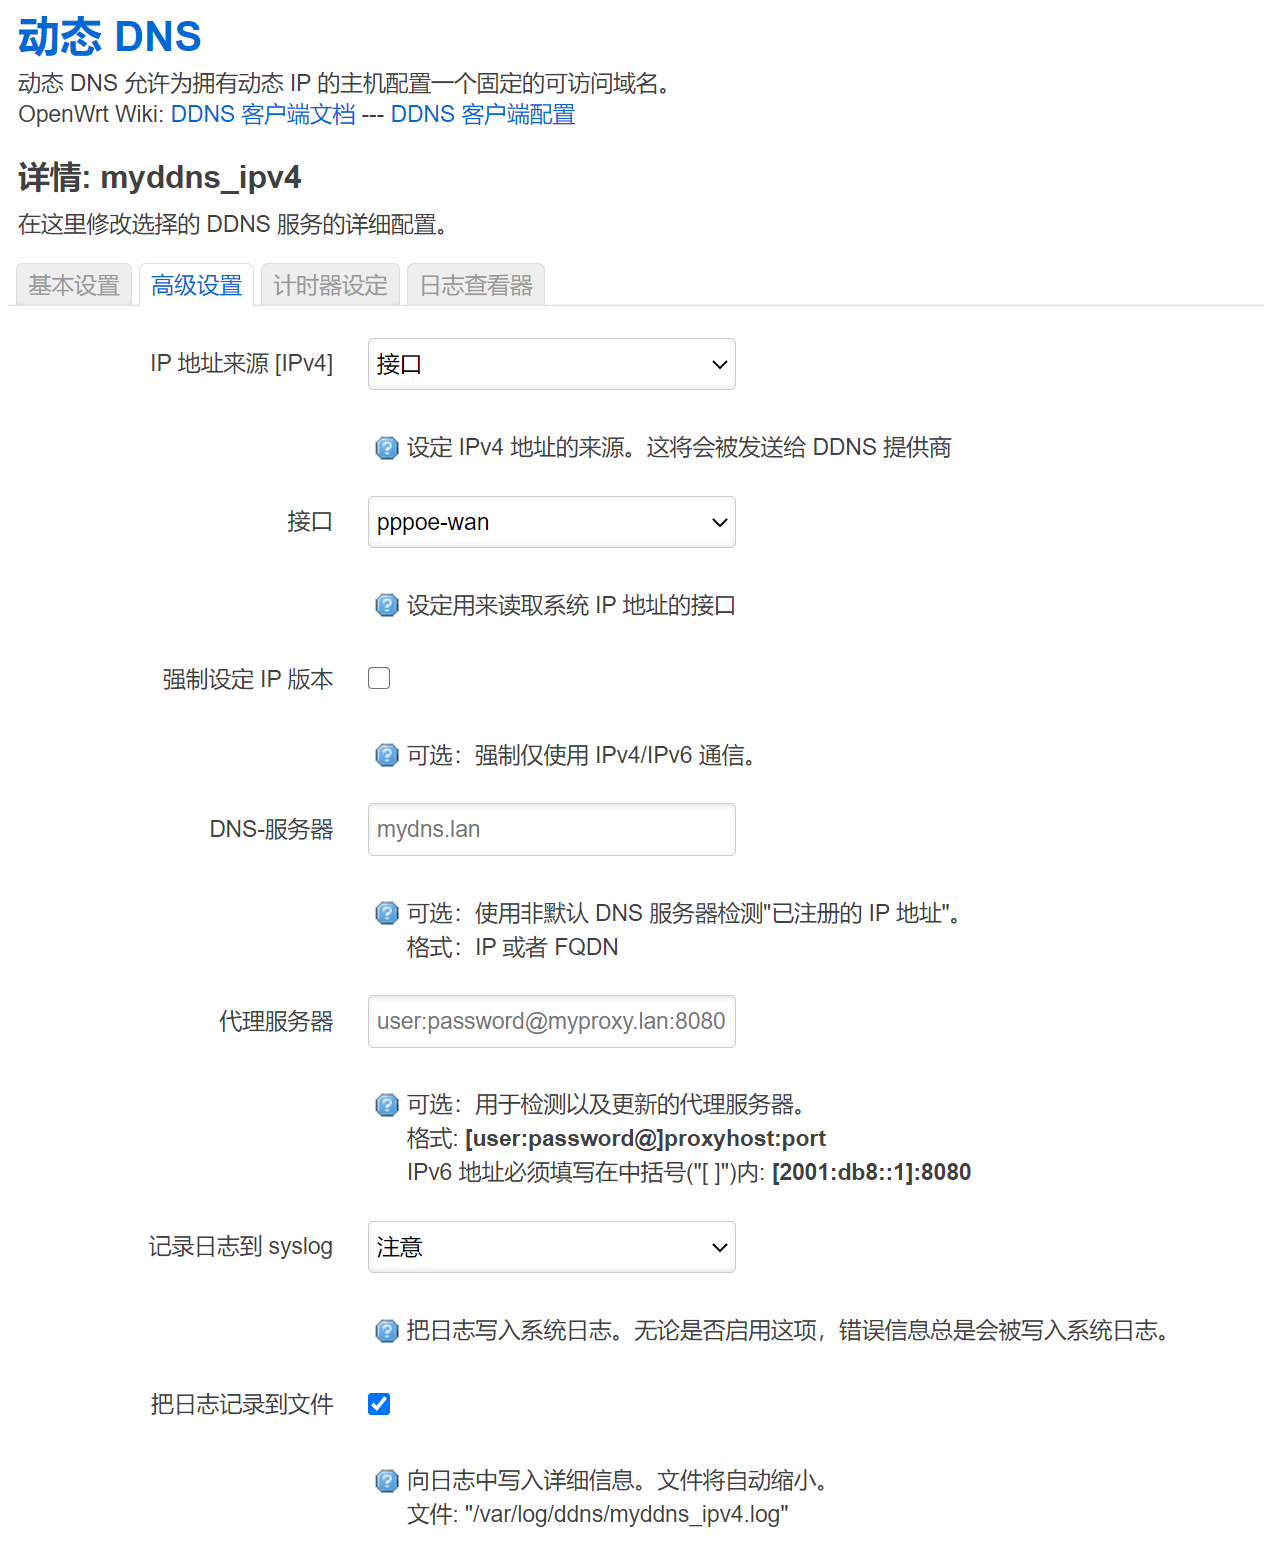 动态 DNS
动态 DNS 允许为拥有动态 IP 的主机配置一个固定的可访问域名。
OpenWrt Wiki: DDNS 客户端文档 --- DDNS 客户端配置
详情: myddns_ipv4
在这里修改选择的 DDNS 服务的详细配置。
基本设置 高级设置 计时器设定 日志查看器
IP 地址来源 [IPv4] 接口
设定 IPv4 地址的来源。这将会被发送给 DDNS 提供商
接口 pppoe-wan
设定用来读取系统 IP 地址的接口
强制设定 IP 版本
可选：强制仅使用 IPv4/IPv6 通信。
DNS-服务器 mydns.lan
可选：使用非默认 DNS 服务器检测"已注册的 IP 地址"。
格式：IP 或者 FQDN
代理服务器 user:password@myproxy.lan:8080
可选：用于检测以及更新的代理服务器。
格式: [user:password@]proxyhost:port
IPv6 地址必须填写在中括号("[ ]")内: [2001:db8::1]:8080
记录日志到 syslog 注意
把日志写入系统日志。无论是否启用这项，错误信息总是会被写入系统日志。
把日志记录到文件
向日志中写入详细信息。文件将自动缩小。
文件: "/var/log/ddns/myddns_ipv4.log"